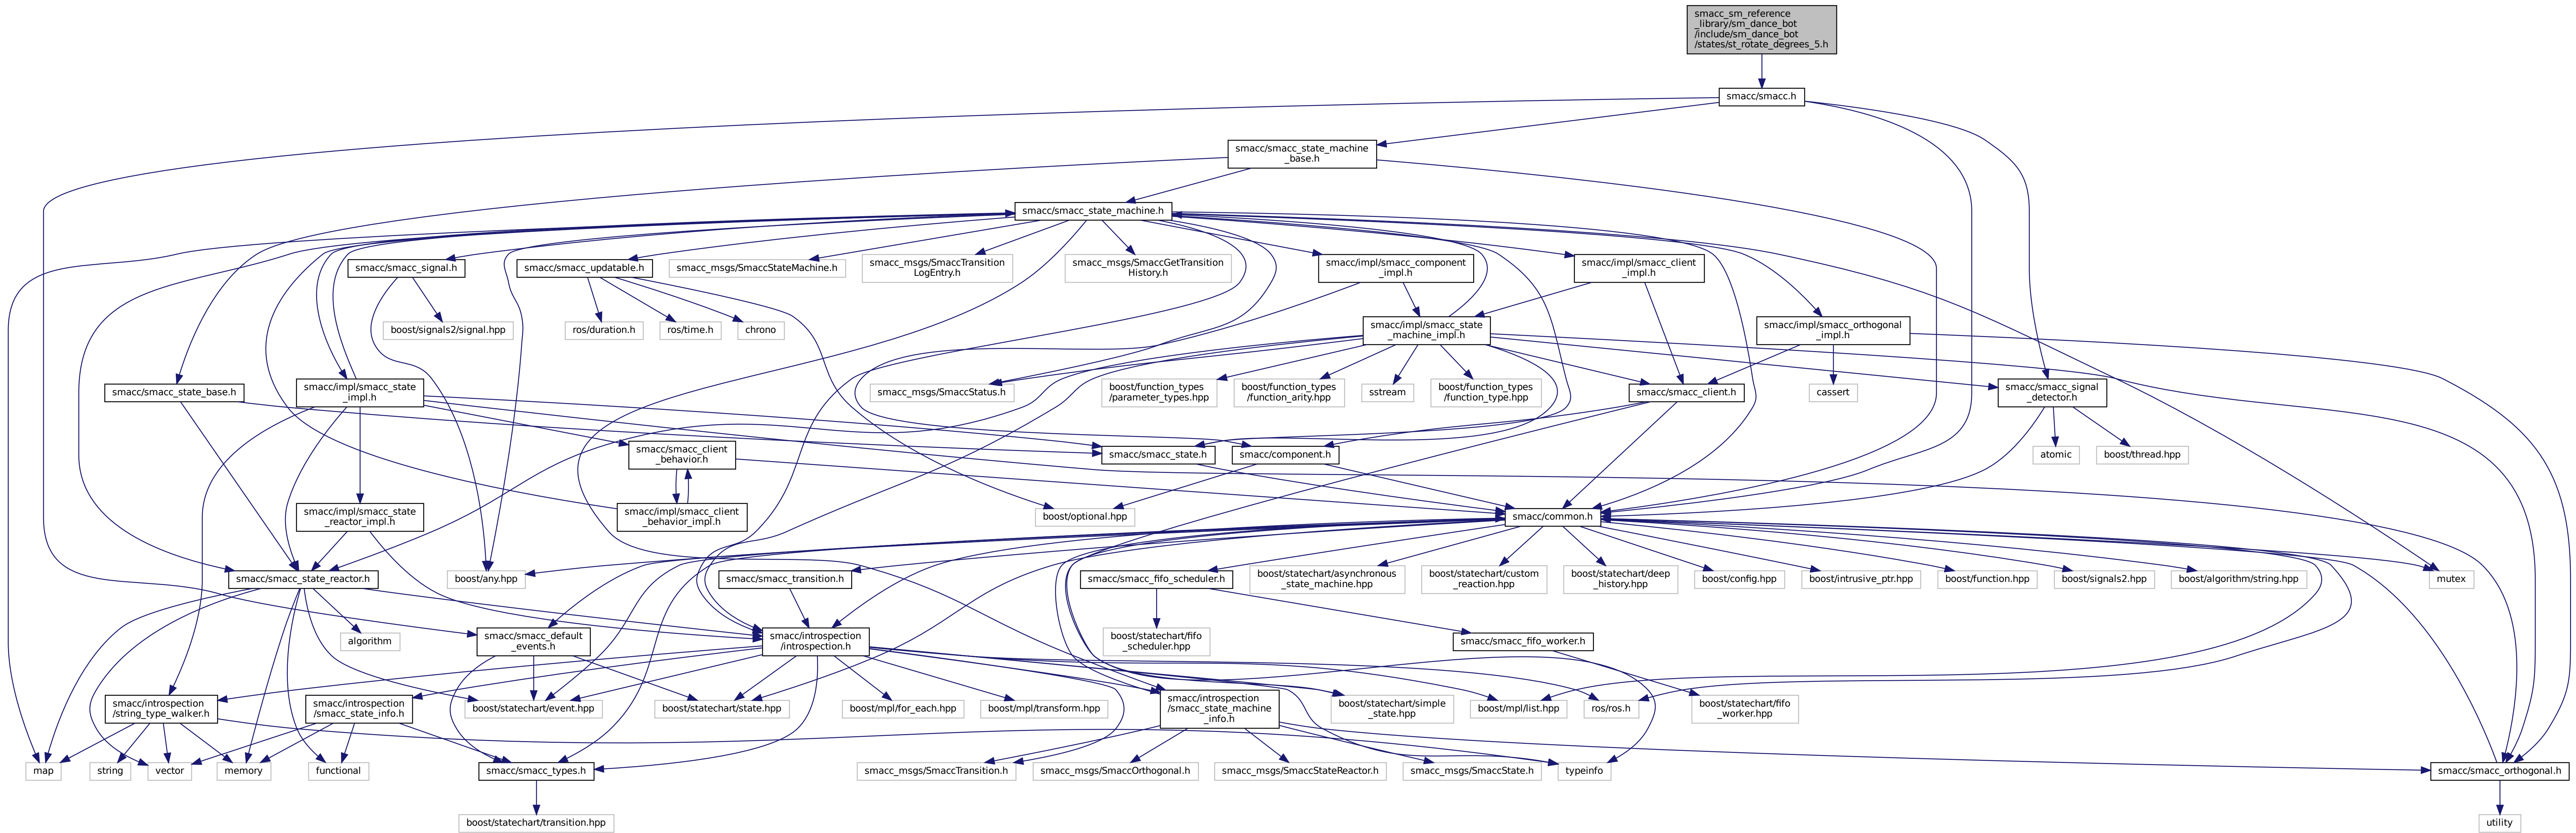 smacc_sm_reference
_library/sm_dance_bot
/include/sm_dance_bot
/states/st_rotate_degrees_5.h
smacc/smacc.h
smacc/smacc_state_machine
_base.h
smacc/smacc_state_machine.h
smacc/smacc_signal.h
smacc/smacc_updatable.h
smacc_msgs/SmaccStateMachine.h
smacc_msgs/SmaccTransition
LogEntry.h
smacc_msgs/SmaccGetTransition
History.h
smacc/impl/smacc_component
_impl.h
smacc/impl/smacc_client
_impl.h
boost/signals2/signal.hpp
ros/duration.h
ros/time.h
chrono
smacc/impl/smacc_state
_machine_impl.h
smacc/impl/smacc_orthogonal
_impl.h
smacc/smacc_state_base.h
smacc/impl/smacc_state
_impl.h
smacc_msgs/SmaccStatus.h
boost/function_types
/parameter_types.hpp
boost/function_types
/function_arity.hpp
sstream
boost/function_types
/function_type.hpp
smacc/smacc_client.h
cassert
smacc/smacc_signal
_detector.h
smacc/smacc_client
_behavior.h
smacc/smacc_state.h
smacc/component.h
atomic
boost/thread.hpp
smacc/impl/smacc_state
_reactor_impl.h
smacc/impl/smacc_client
_behavior_impl.h
boost/optional.hpp
smacc/common.h
smacc/smacc_state_reactor.h
boost/any.hpp
smacc/smacc_transition.h
smacc/smacc_fifo_scheduler.h
boost/statechart/asynchronous
_state_machine.hpp
boost/statechart/custom
_reaction.hpp
boost/statechart/deep
_history.hpp
boost/config.hpp
boost/intrusive_ptr.hpp
boost/function.hpp
boost/signals2.hpp
boost/algorithm/string.hpp
mutex
algorithm
smacc/smacc_default
_events.h
smacc/introspection
/introspection.h
boost/statechart/fifo
_scheduler.hpp
smacc/smacc_fifo_worker.h
smacc/introspection
/string_type_walker.h
smacc/introspection
/smacc_state_info.h
boost/statechart/event.hpp
boost/statechart/state.hpp
boost/mpl/for_each.hpp
boost/mpl/transform.hpp
smacc/introspection
/smacc_state_machine
_info.h
boost/statechart/simple
_state.hpp
boost/mpl/list.hpp
ros/ros.h
boost/statechart/fifo
_worker.hpp
map
string
vector
memory
functional
smacc/smacc_types.h
smacc_msgs/SmaccTransition.h
smacc_msgs/SmaccOrthogonal.h
smacc_msgs/SmaccStateReactor.h
smacc_msgs/SmaccState.h
typeinfo
smacc/smacc_orthogonal.h
boost/statechart/transition.hpp
utility